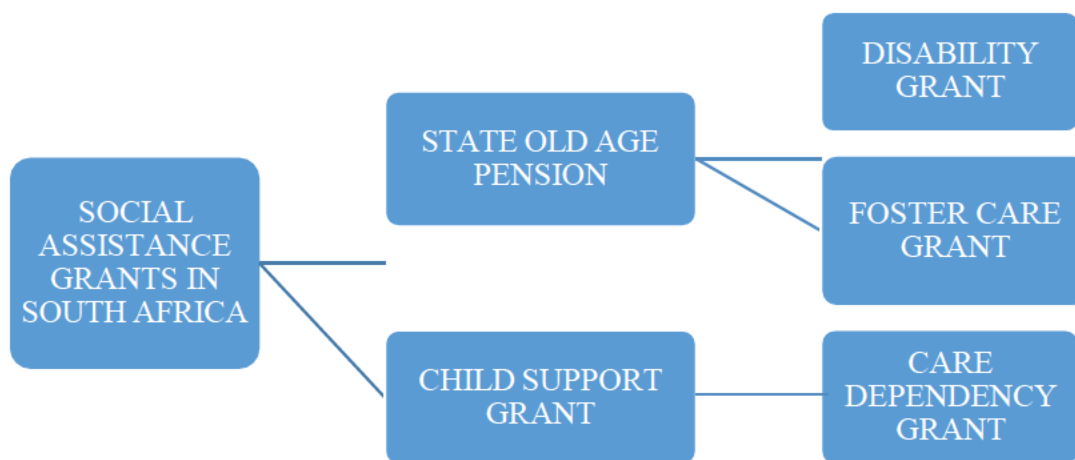 SOCIAL
ASSISTANCE
GRANTS IN
SOUTH AFRICA
STATE OLD AGE
PENSION
CHILD SUPPORT
GRANT
DISABILITY
GRANT
FOSTER CARE
GRANT
CARE
DEPENDENCY
GRANT